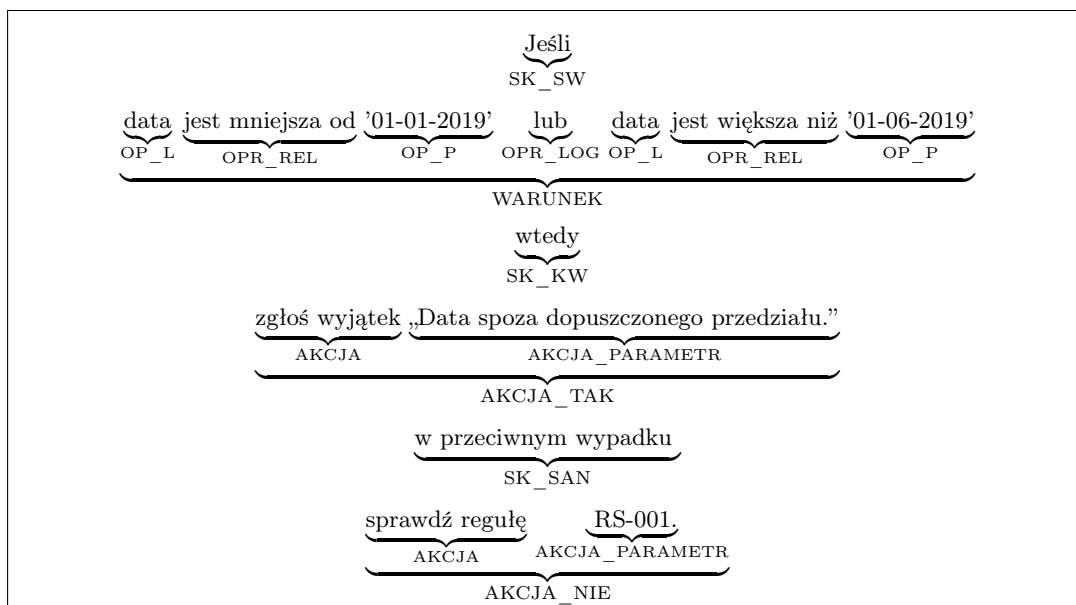 Jeśli
SK_SW
data jest mniejsza od '01-01-2019' lub data jest większa niż '01-06-2019'
OP_L OPR_REL OP_P OPR_LOG OP_L OPR_REL OP_P
WARUNEK
wtedy
SK_KW
zgłoś wyjątek „Data spoza dopuszczonego przedziału.”
AKCJA AKCJA_PARAMETR
AKCJA_TAK
w przeciwnym wypadku
SK_SAN
sprawdź regułę RS-001.
AKCJA AKCJA_PARAMETR
AKCJA_NIE